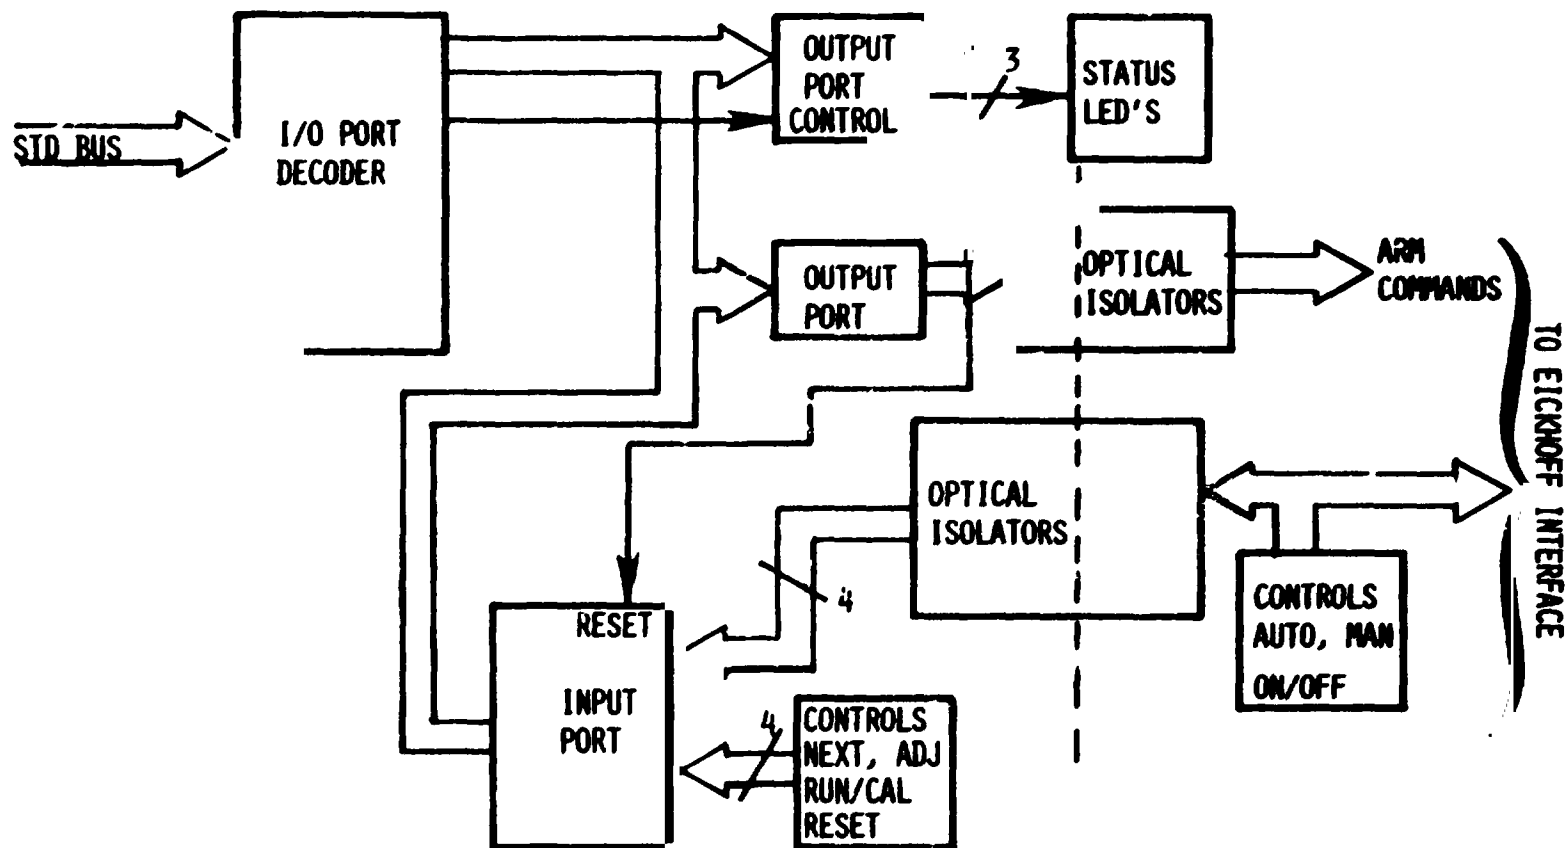 STD BUS
I/O PORT
DECODER
OUTPUT
PORT
CONTROL
3
STATUS
LED'S
OUTPUT
PORT
OPTICAL
ISOLATORS
ARM
COMMANDS
TO EICKHOFF INTERFACE
OPTICAL
ISOLATORS
4
CONTROLS
AUTO, MAN
ON/OFF
RESET
INPUT
PORT
4
CONTROLS
NEXT, ADJ
RUN/CAL
RESET